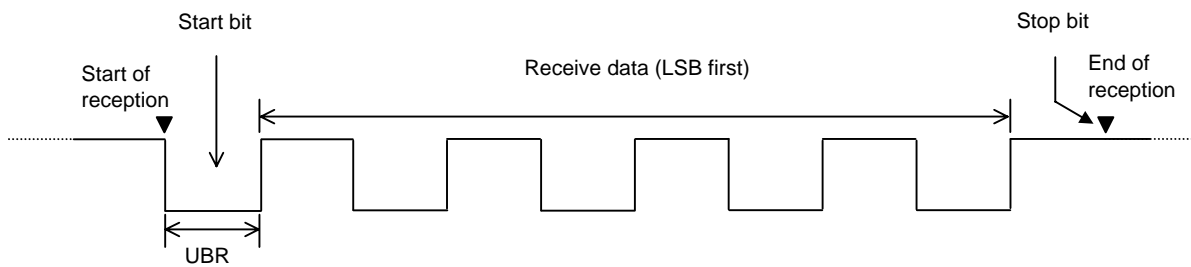 Start bit
Stop bit
Start of
reception
Receive data (LSB first)
End of
reception
UBR